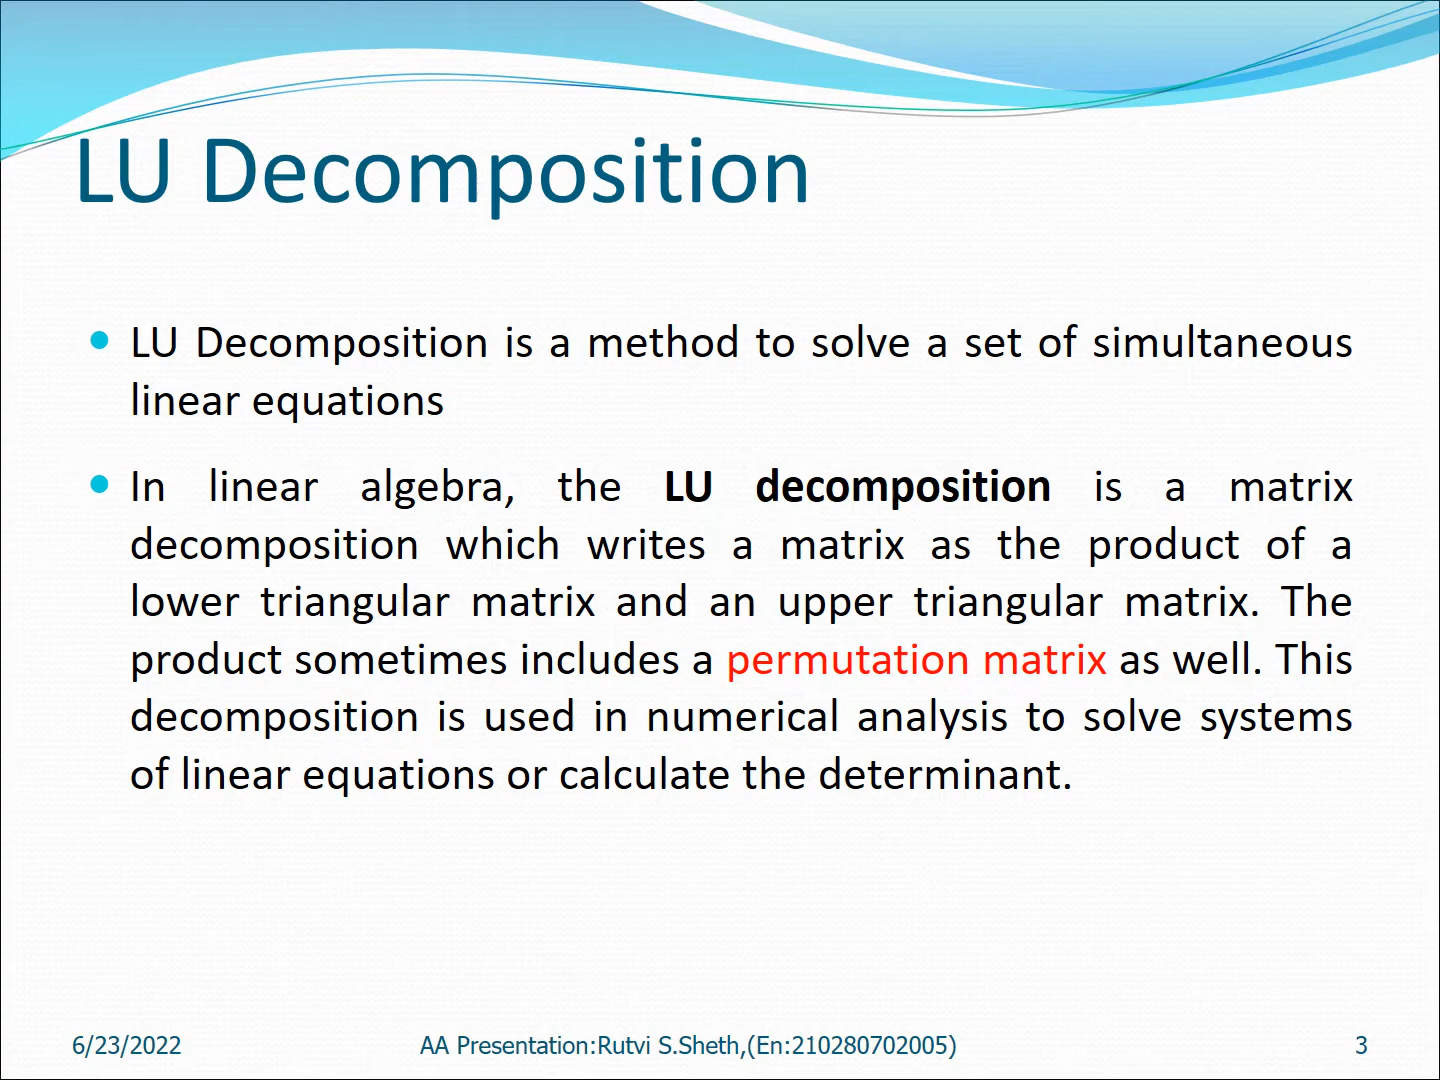 LU Decomposition
LU Decomposition is a method to solve a set of simultaneous
linear equations
In linear algebra, the LU decomposition is a matrix
decomposition which writes a matrix as the product of a
lower triangular matrix and an upper triangular matrix. The
product sometimes includes a permutation matrix as well. This
decomposition is used in numerical analysis to solve systems
of linear equations or calculate the determinant.
6/23/2022 AA Presentation:Rutvi S.Sheth,(En:210280702005) 3